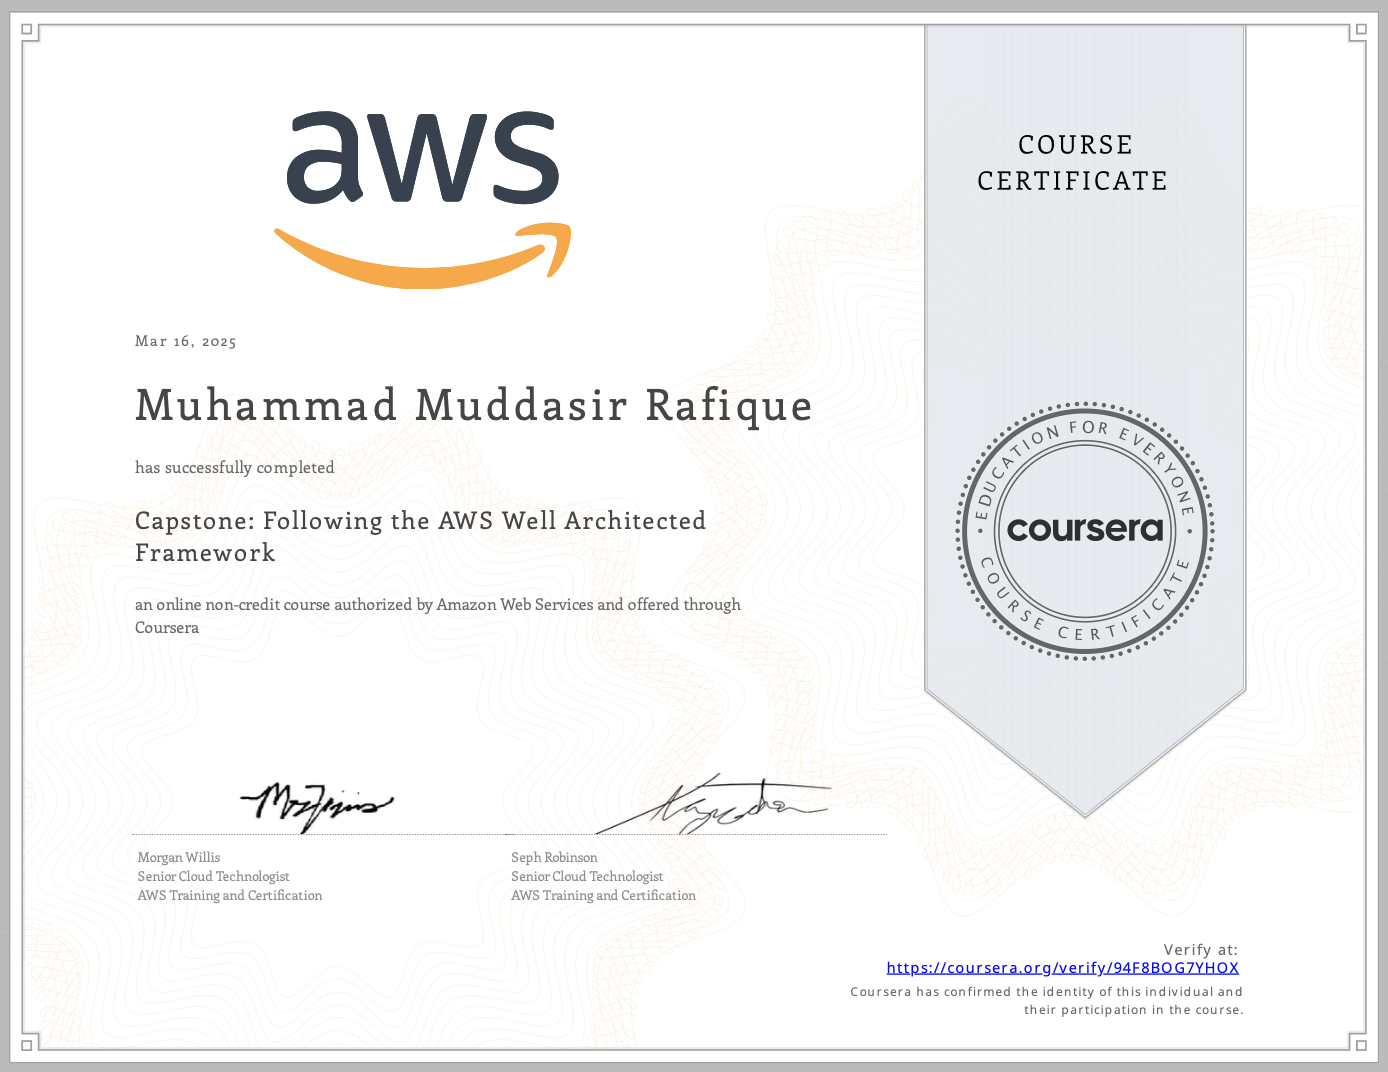 aws
COURSE
CERTIFICATE
Mar 16, 2025
Muhammad Muddasir Rafique
has successfully completed
Capstone: Following the AWS Well Architected
Framework
an online non-credit course authorized by Amazon Web Services and offered through
Coursera
EDUCATION FOR EVERYONE
coursera
COURSE CERTIFICATE
Morgan Willis
Senior Cloud Technologist
AWS Training and Certification
Seph Robinson
Senior Cloud Technologist
AWS Training and Certification
Verify at:
https://coursera.org/verify/94F8BOG7YHOX
Coursera has confirmed the identity of this individual and
their participation in the course.